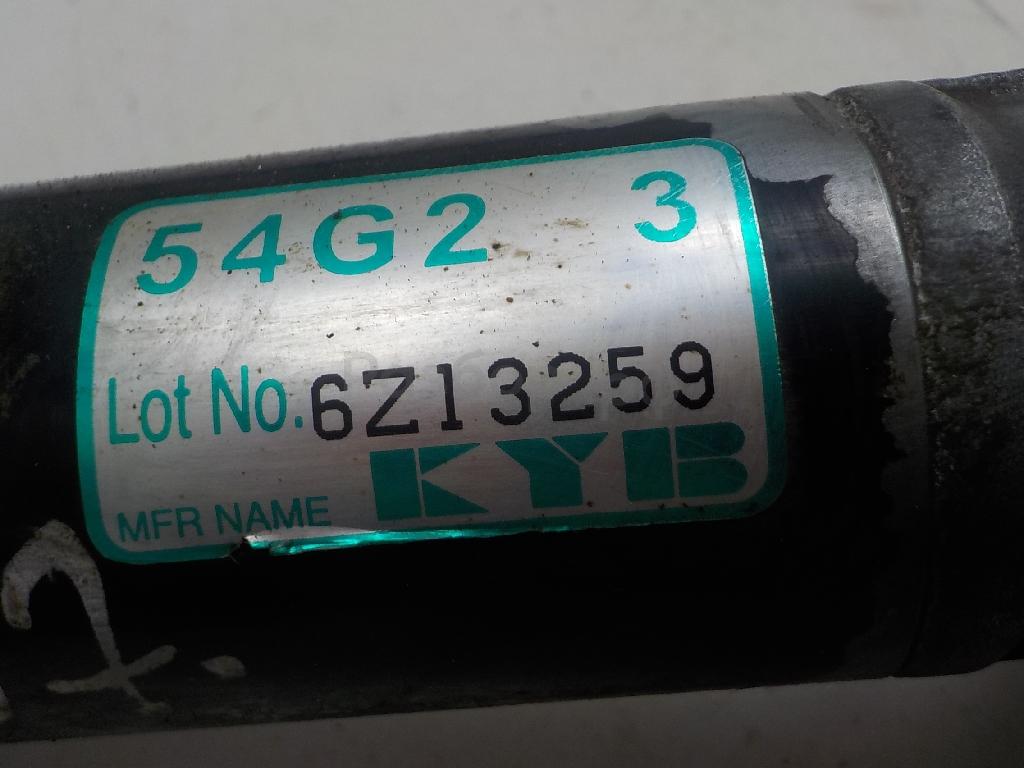 54G2 3
Lot No. 6Z13259
MFR NAME KYB